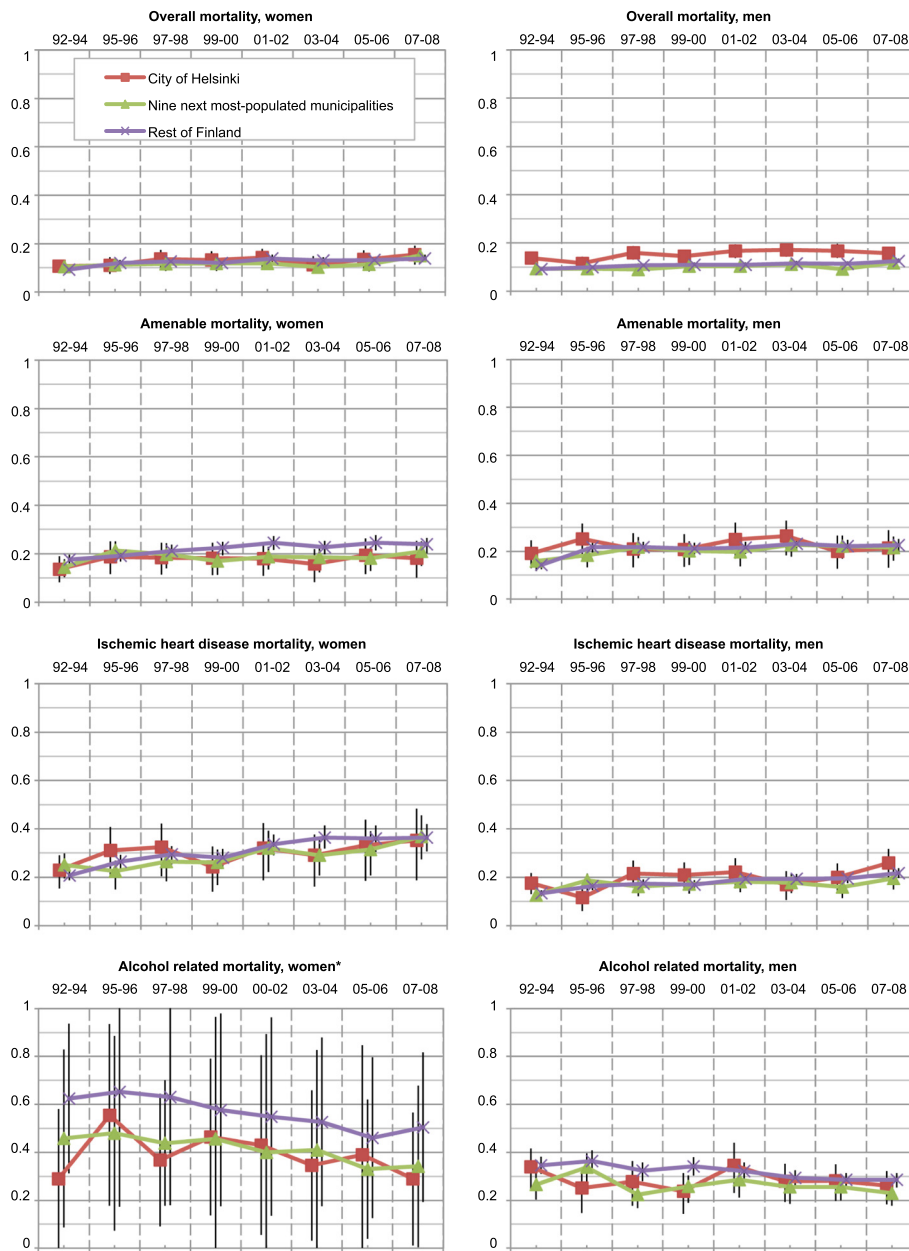 Overall mortality, women
92-94 95-96 97-98 99-00 01-02 03-04 05-06 07-08
1
0.8
0.6
0.4
0.2
0
City of Helsinki
Nine next most-populated municipalities
Rest of Finland
Overall mortality, men
92-94 95-96 97-98 99-00 01-02 03-04 05-06 07-08
1
0.8
0.6
0.4
0.2
0
Amenable mortality, women
92-94 95-96 97-98 99-00 01-02 03-04 05-06 07-08
1
0.8
0.6
0.4
0.2
0
Amenable mortality, men
92-94 95-96 97-98 99-00 01-02 03-04 05-06 07-08
1
0.8
0.6
0.4
0.2
0
Ischemic heart disease mortality, women
92-94 95-96 97-98 99-00 01-02 03-04 05-06 07-08
1
0.8
0.6
0.4
0.2
0
Ischemic heart disease mortality, men
92-94 95-96 97-98 99-00 01-02 03-04 05-06 07-08
1
0.8
0.6
0.4
0.2
0
Alcohol related mortality, women*
92-94 95-96 97-98 99-00 00-02 03-04 05-06 07-08
1
0.8
0.6
0.4
0.2
0
Alcohol related mortality, men
92-94 95-96 97-98 99-00 01-02 03-04 05-06 07-08
1
0.8
0.6
0.4
0.2
0